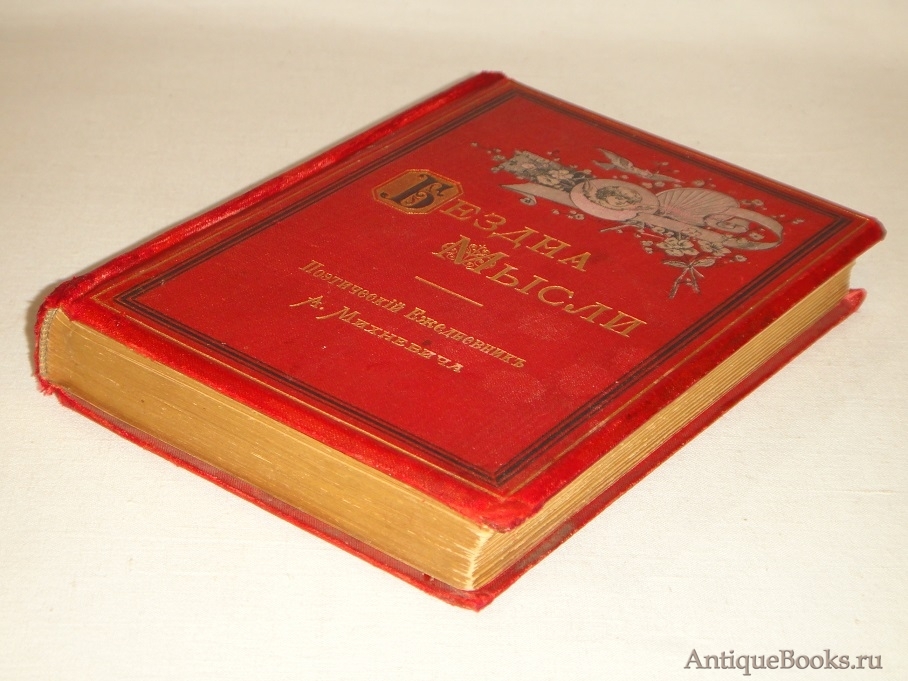 Бездна
Мысли
Поэтическій Ежедневникъ
А. Михневича
AntiqueBooks.ru